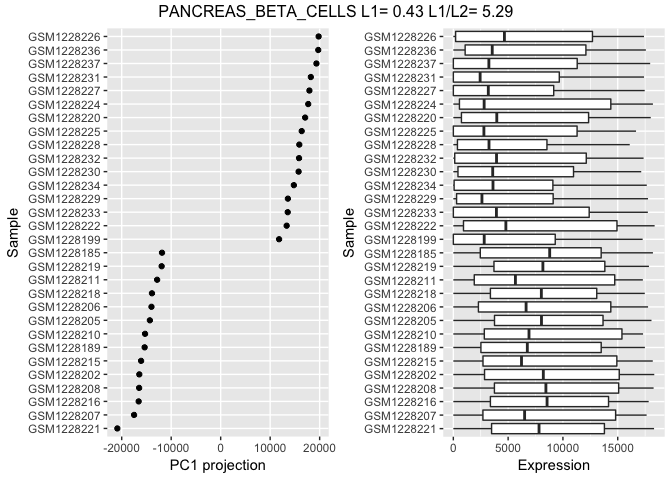 PANCREAS_BETA_CELLS L1= 0.43 L1/L2= 5.29
Sample
GSM1228226
GSM1228236
GSM1228237
GSM1228231
GSM1228227
GSM1228224
GSM1228220
GSM1228225
GSM1228228
GSM1228232
GSM1228230
GSM1228234
GSM1228229
GSM1228233
GSM1228222
GSM1228199
GSM1228185
GSM1228219
GSM1228211
GSM1228218
GSM1228206
GSM1228205
GSM1228210
GSM1228189
GSM1228215
GSM1228202
GSM1228208
GSM1228216
GSM1228207
GSM1228221
-20000 -10000 0 10000 20000
PC1 projection
Sample
GSM1228226
GSM1228236
GSM1228237
GSM1228231
GSM1228227
GSM1228224
GSM1228220
GSM1228225
GSM1228228
GSM1228232
GSM1228230
GSM1228234
GSM1228229
GSM1228233
GSM1228222
GSM1228199
GSM1228185
GSM1228219
GSM1228211
GSM1228218
GSM1228206
GSM1228205
GSM1228210
GSM1228189
GSM1228215
GSM1228202
GSM1228208
GSM1228216
GSM1228207
GSM1228221
0 5000 10000 15000
Expression